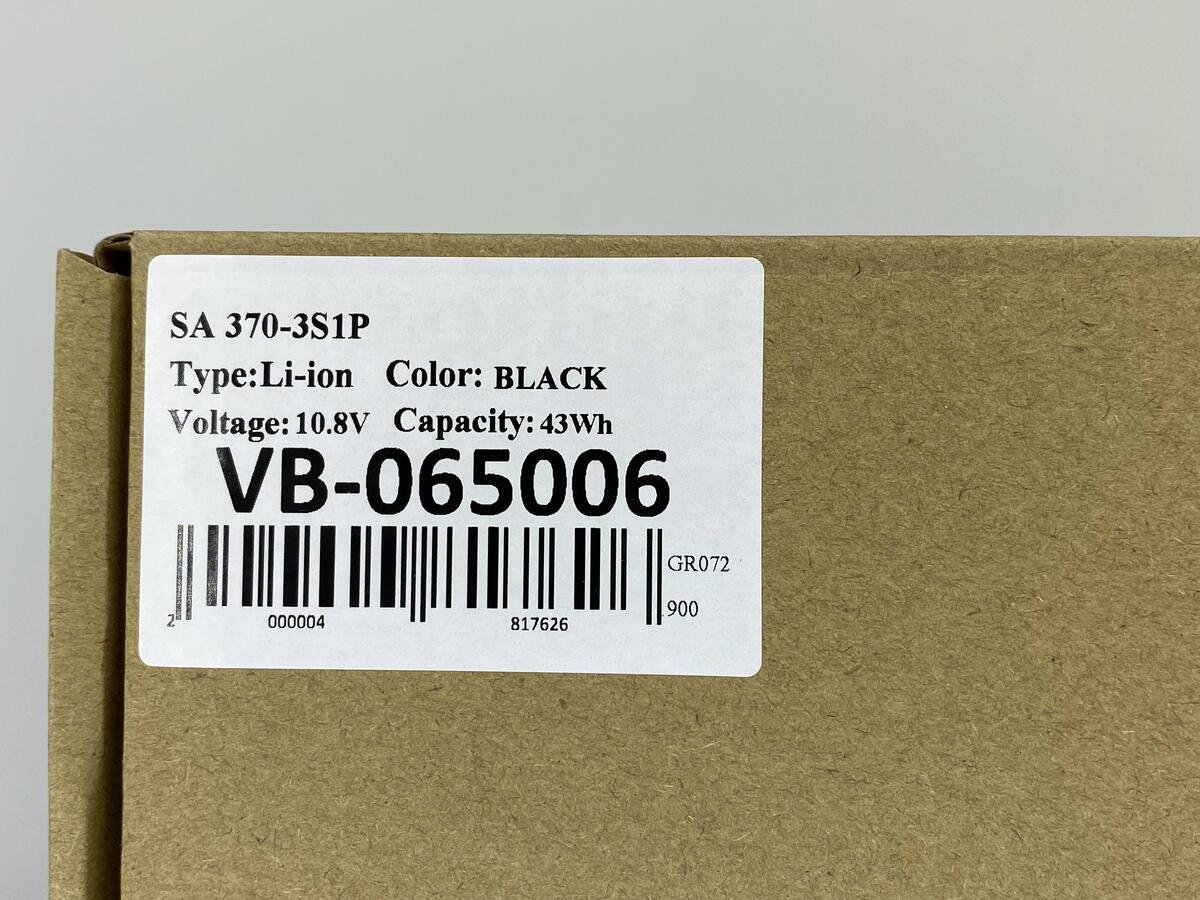 SA 370-3S1P
Type:Li-ion Color: BLACK
Voltage: 10.8V Capacity: 43Wh
VB-065006
GR072
900
2 000004 817626